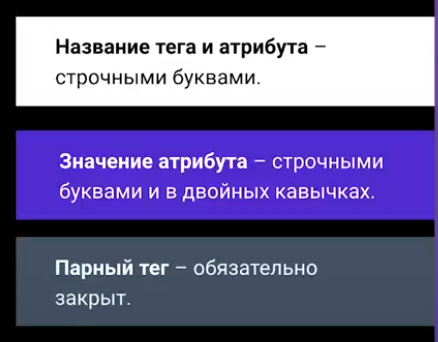 Название тега и атрибута –
строчными буквами.
Значение атрибута – строчными
буквами и в двойных кавычках.
Парный тег – обязательно
закрыт.